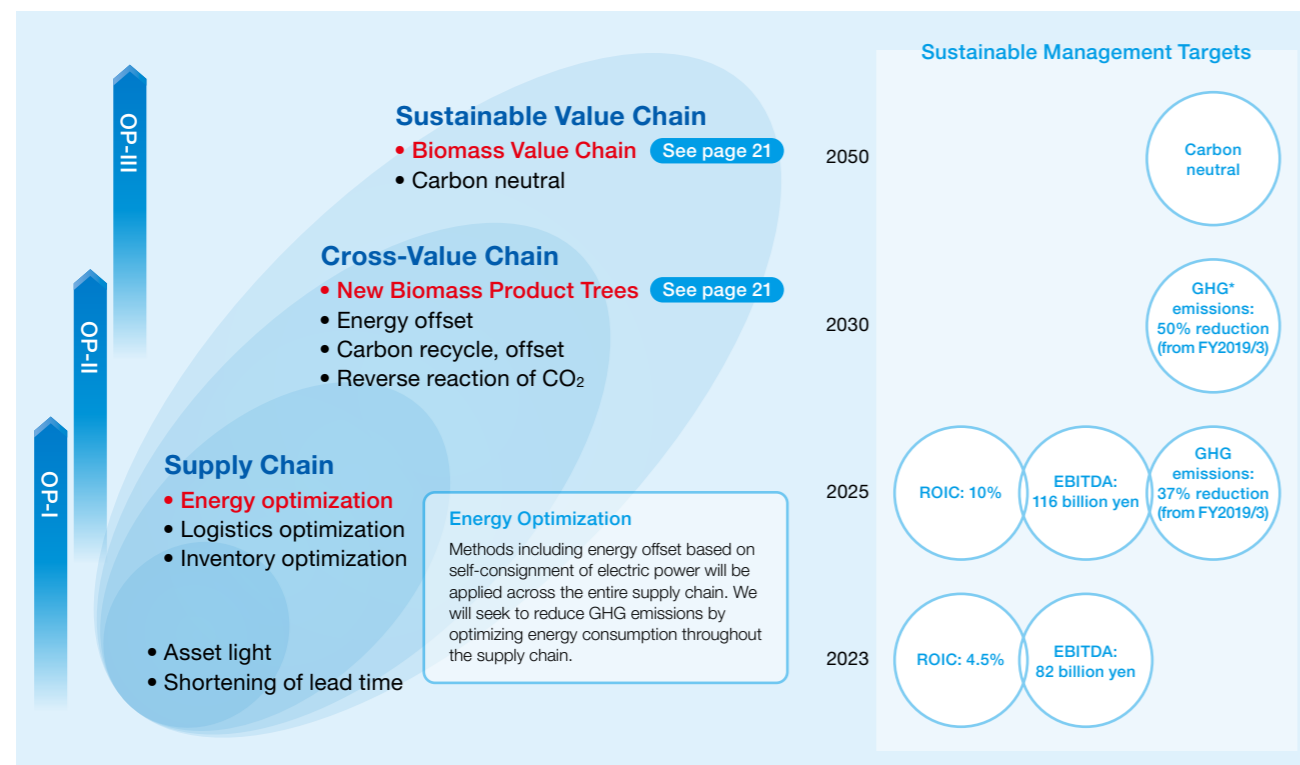 Sustainable Management Targets
OP-III
OP-II
OP-I
Sustainable Value Chain
• Biomass Value Chain See page 21
• Carbon neutral
Cross-Value Chain
• New Biomass Product Trees See page 21
• Energy offset
• Carbon recycle, offset
• Reverse reaction of CO₂
Supply Chain
• Energy optimization
• Logistics optimization
• Inventory optimization
• Asset light
• Shortening of lead time
Energy Optimization
Methods including energy offset based on
self-consignment of electric power will be
applied across the entire supply chain. We
will seek to reduce GHG emissions by
optimizing energy consumption throughout
the supply chain.
2050
Carbon
neutral
2030
GHG*
emissions:
50% reduction
(from FY2019/3)
2025
ROIC: 10%
EBITDA:
116 billion yen
GHG
emissions:
37% reduction
(from FY2019/3)
2023
ROIC: 4.5%
EBITDA:
82 billion yen